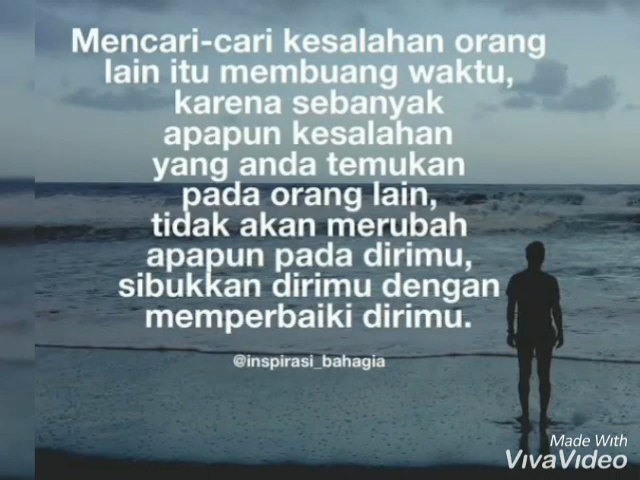 Mencari-cari kesalahan orang
lain itu membuang waktu,
karena sebanyak
apapun kesalahan
yang anda temukan
pada orang lain,
tidak akan merubah
apapun pada dirimu,
sibukkan dirimu dengan
memperbaiki dirimu.
@inspirasi_bahagia
Made With
VivaVideo